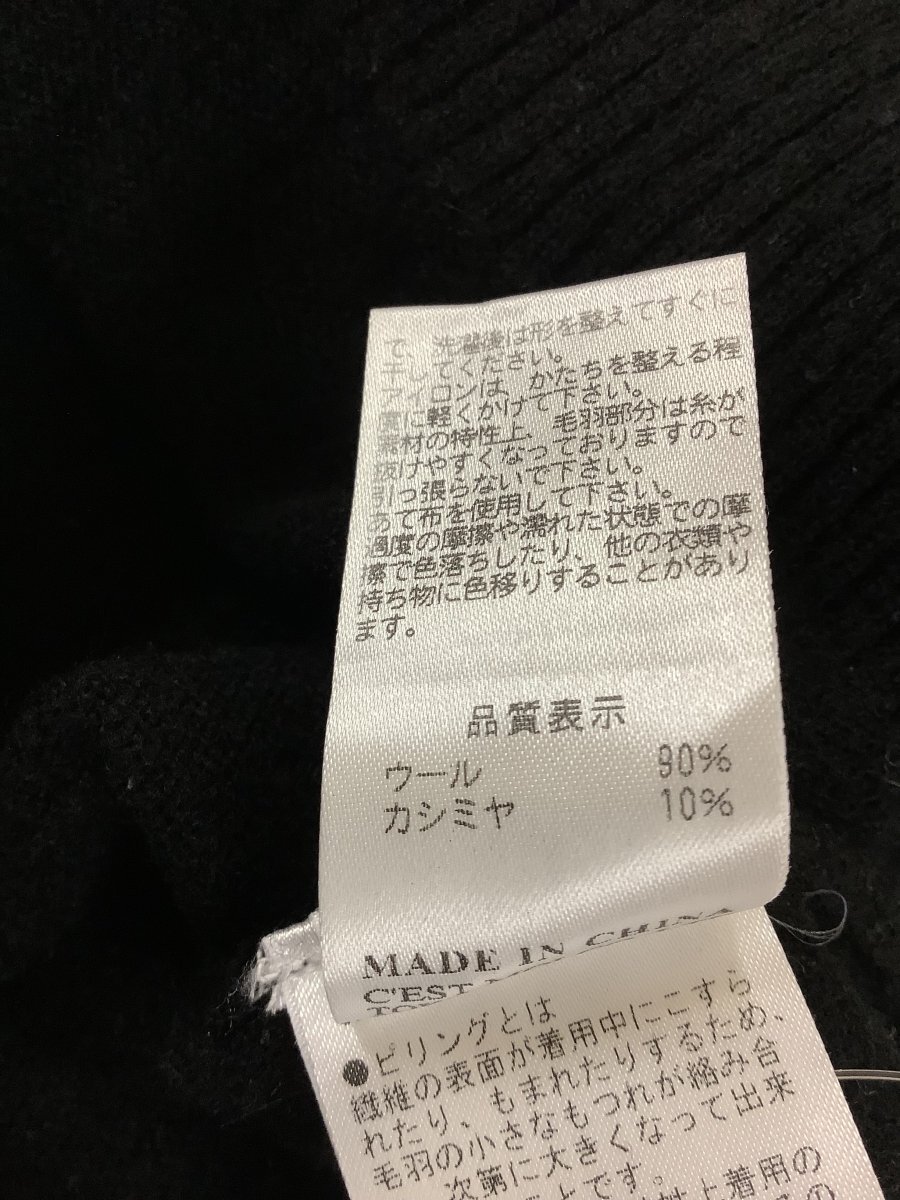 て、洗濯後は形を整えてすぐに
干してください。
アイロンは、かたちを整える程
度に軽くかけて下さい。
素材の特性上、毛羽部分は糸が
抜けやすくなっておりますので
引っ張らないで下さい。
あて布を使用して下さい。
過度の摩擦や濡れた状態での摩
擦で色落ちしたり、他の衣類や
持ち物に色移りすることがあり
ます。
品質表示
ウール 90%
カシミヤ 10%
MADE IN CHINA
C'EST
●ピリングとは
繊維の表面が着用中にこすら
れたり、もまれたりするため、
毛羽の小さなもつれが絡み合
次第に大きくなって出来
ことです。
上着用の